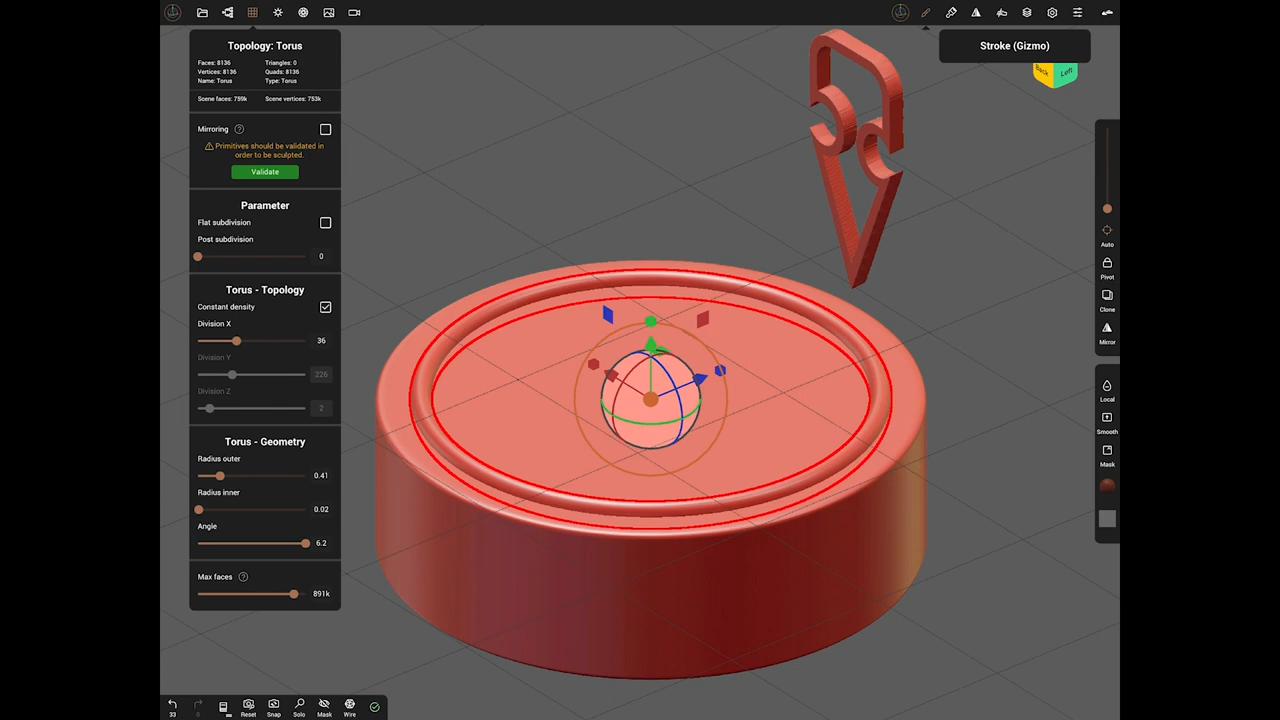 Topology: Torus
Faces: 8136 Triangles: 0
Vertices: 8136 Quads: 8136
Name: Torus Type: Torus
Scene faces: 759k Scene vertices: 753k
Mirroring ?
Primitives should be validated in
order to be sculpted.
Validate
Parameter
Flat subdivision
Post subdivision
0
Torus - Topology
Constant density
Division X
36
Division Y
226
Division Z
2
Torus - Geometry
Radius outer
0.41
Radius inner
0.02
Angle
6.2
Max faces ?
891k
33
0
Reset
Snap
Solo
Mask
Wire
Stroke (Gizmo)
Back
Left
Auto
Pivot
Clone
Mirror
Local
Smooth
Mask